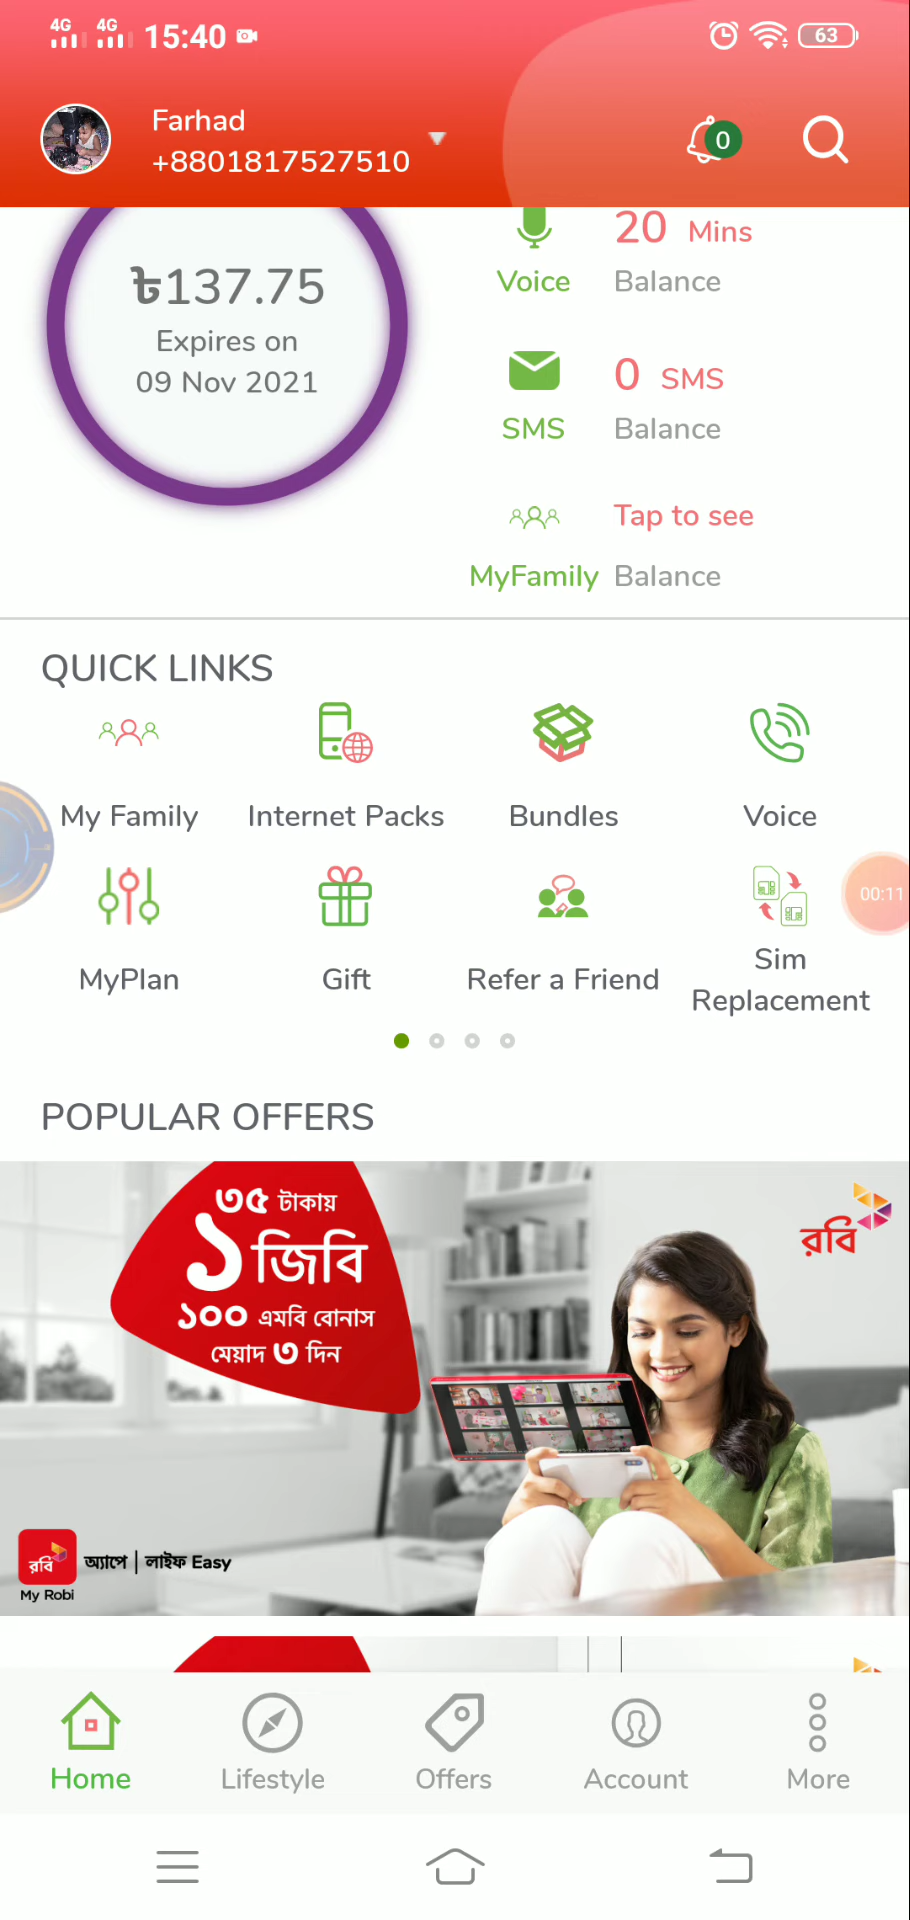 4G 4G 15:40 63
Farhad
+8801817527510
0
৳137.75
Expires on
09 Nov 2021
20 Mins
Voice Balance
0 SMS
SMS Balance
Tap to see
MyFamily Balance
QUICK LINKS
My Family Internet Packs Bundles Voice
00:11
MyPlan Gift Refer a Friend Sim
Replacement
POPULAR OFFERS
৩৫ টাকায়
১ জিবি
১০০ এমবি বোনাস
মেয়াদ ৩ দিন
রবি
রবি
অ্যাপে | লাইফ Easy
My Robi
Home Lifestyle Offers Account More